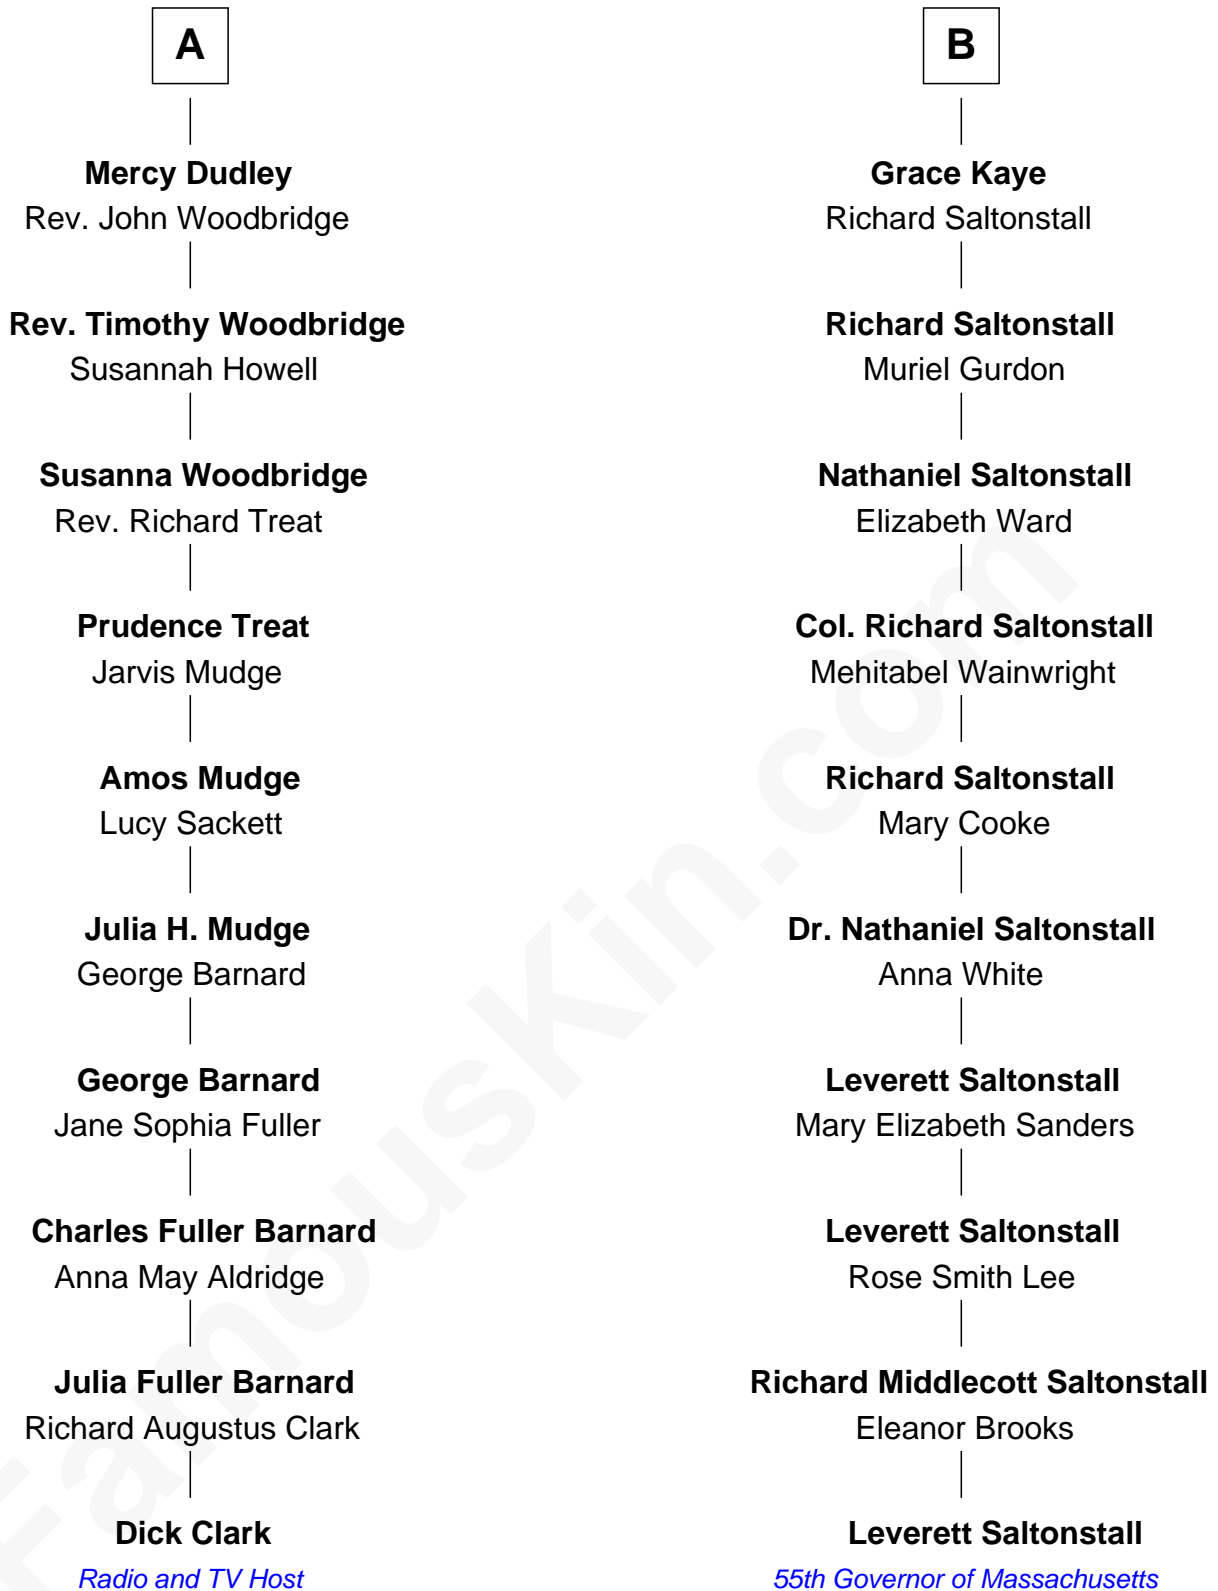 A
Mercy Dudley
Rev. John Woodbridge
Rev. Timothy Woodbridge
Susannah Howell
Susanna Woodbridge
Rev. Richard Treat
Prudence Treat
Jarvis Mudge
Amos Mudge
Lucy Sackett
Julia H. Mudge
George Barnard
George Barnard
Jane Sophia Fuller
Charles Fuller Barnard
Anna May Aldridge
Julia Fuller Barnard
Richard Augustus Clark
Dick Clark
Radio and TV Host
B
Grace Kaye
Richard Saltonstall
Richard Saltonstall
Muriel Gurdon
Nathaniel Saltonstall
Elizabeth Ward
Col. Richard Saltonstall
Mehitabel Wainwright
Richard Saltonstall
Mary Cooke
Dr. Nathaniel Saltonstall
Anna White
Leverett Saltonstall
Mary Elizabeth Sanders
Leverett Saltonstall
Rose Smith Lee
Richard Middlecott Saltonstall
Eleanor Brooks
Leverett Saltonstall
55th Governor of Massachusetts
FamousKin.com